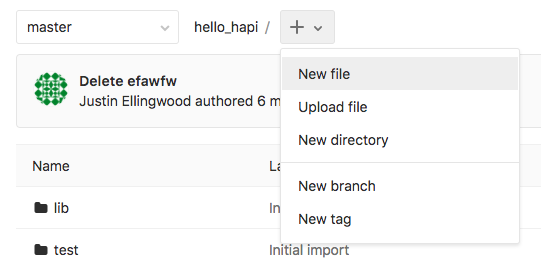 master
hello_hapi /
Delete efawfw
Justin Ellingwood authored 6 m
New file
Upload file
New directory
New branch
New tag
Name
La
lib
In
test
Initial import